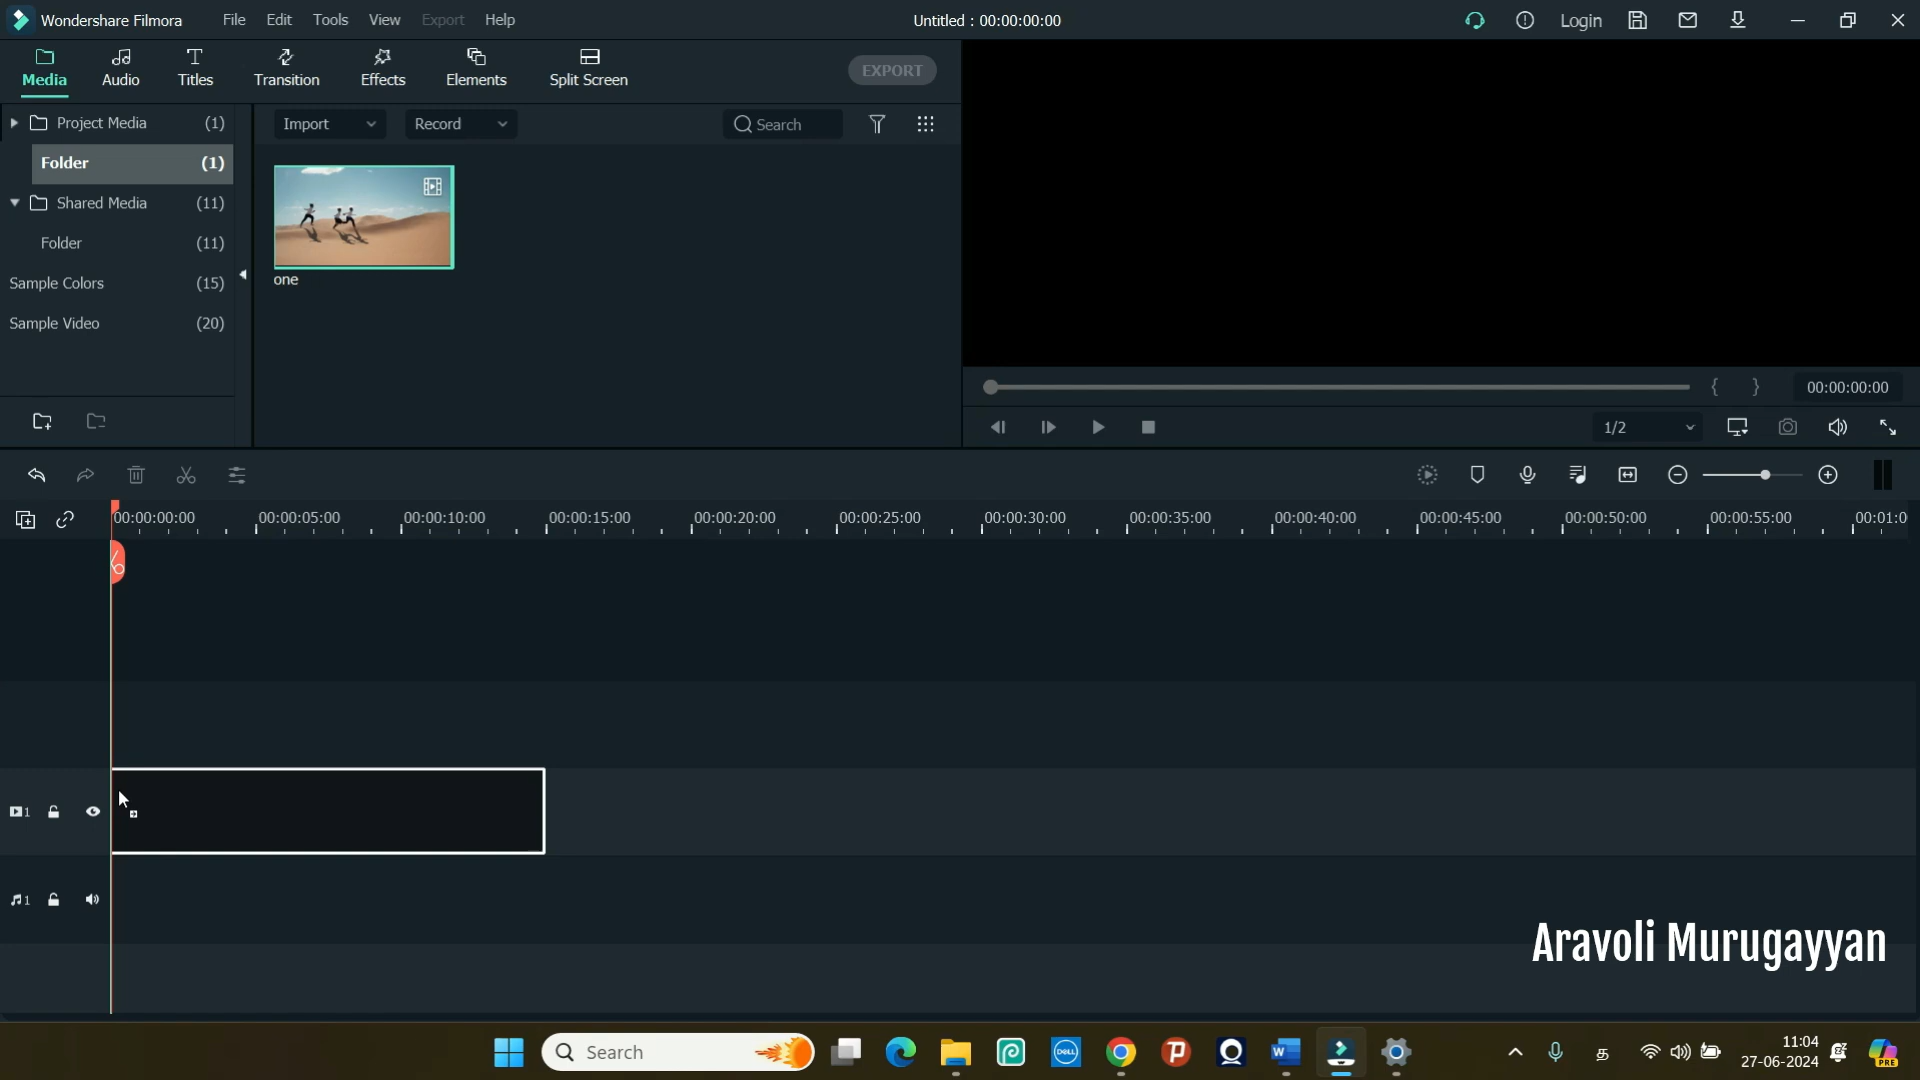 Wondershare Filmora File Edit Tools View Export Help Untitled : 00:00:00:00 Login
Media Audio Titles Transition Effects Elements Split Screen EXPORT
Project Media (1) Import Record Search
Folder (1)
Shared Media (11)
Folder (11)
Sample Colors (15) one
Sample Video (20)
00:00:00:00
1/2
00:00:00:00 00:00:05:00 00:00:10:00 00:00:15:00 00:00:20:00 00:00:25:00 00:00:30:00 00:00:35:00 00:00:40:00 00:00:45:00 00:00:50:00 00:00:55:00 00:01:0
1
1
Aravoli Murugayyan
Search DELL த 11:04
27-06-2024 PRE